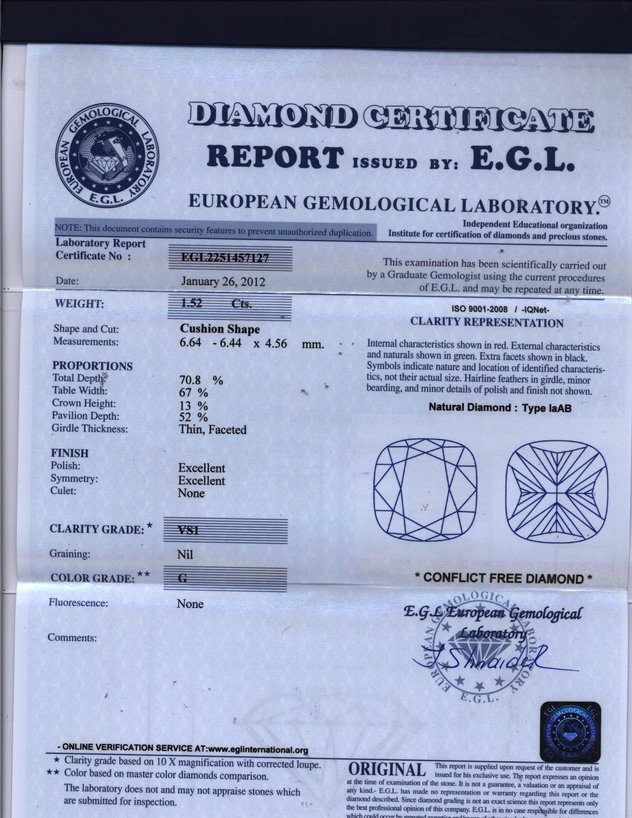 EUROPEAN GEMOLOGICAL LABORATORY
E.G.L.
DIAMOND CERTIFICATE
REPORT ISSUED BY: E.G.L.
EUROPEAN GEMOLOGICAL LABORATORY.™
NOTE: This document contains security features to prevent unauthorized duplication.
Independent Educational organization
Institute for certification of diamonds and precious stones.
Laboratory Report
Certificate No : EGL2251457127
Date: January 26, 2012
This examination has been scientifically carried out
by a Graduate Gemologist using the current procedures
of E.G.L. and may be repeated at any time.
WEIGHT: 1.52 Cts.
Shape and Cut: Cushion Shape
Measurements: 6.64 - 6.44 x 4.56 mm.
PROPORTIONS
Total Depth: 70.8 %
Table Width: 67 %
Crown Height: 13 %
Pavilion Depth: 52 %
Girdle Thickness: Thin, Faceted
FINISH
Polish: Excellent
Symmetry: Excellent
Culet: None
CLARITY GRADE: * VS1
Graining: Nil
COLOR GRADE: ** G
Fluorescence: None
Comments:
ISO 9001-2008 / -IQNet-
CLARITY REPRESENTATION
Internal characteristics shown in red. External characteristics
and naturals shown in green. Extra facets shown in black.
Symbols indicate nature and location of identified characteris-
tics, not their actual size. Hairline feathers in girdle, minor
bearding, and minor details of polish and finish not shown.
Natural Diamond : Type IaAB
* CONFLICT FREE DIAMOND *
E.G.L European Gemological
Laboratory
EUROPEAN GEMOLOGICAL LABORATORY
E.G.L.
- ONLINE VERIFICATION SERVICE AT:www.eglinternational.org
* Clarity grade based on 10 X magnification with corrected loupe.
** Color based on master color diamonds comparison.
The laboratory does not and may not appraise stones which
are submitted for inspection.
ORIGINAL This report is supplied upon request of the customer and is
issued for his exclusive use. The report expresses an opinion
at the time of examination of the stone. It is not a guarantee, a valuation or an appraisal of
any kind.- E.G.L. has made no representation or warranty regarding this report or the
diamond described. Since diamond grading is not an exact science this report represents only
the best professional opinion of this company. E.G.L. is in no case responsible for differences
which could occur by repeated